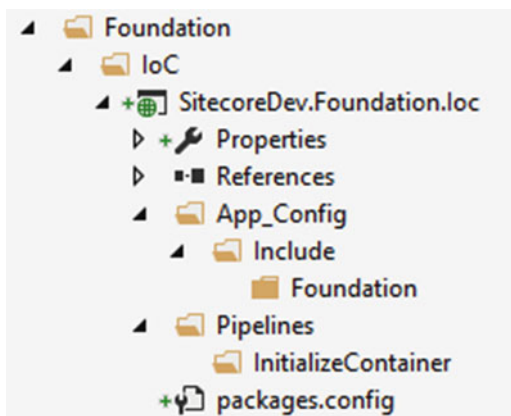 Foundation
IoC
SitecoreDev.Foundation.Ioc
Properties
References
App_Config
Include
Foundation
Pipelines
InitializeContainer
packages.config